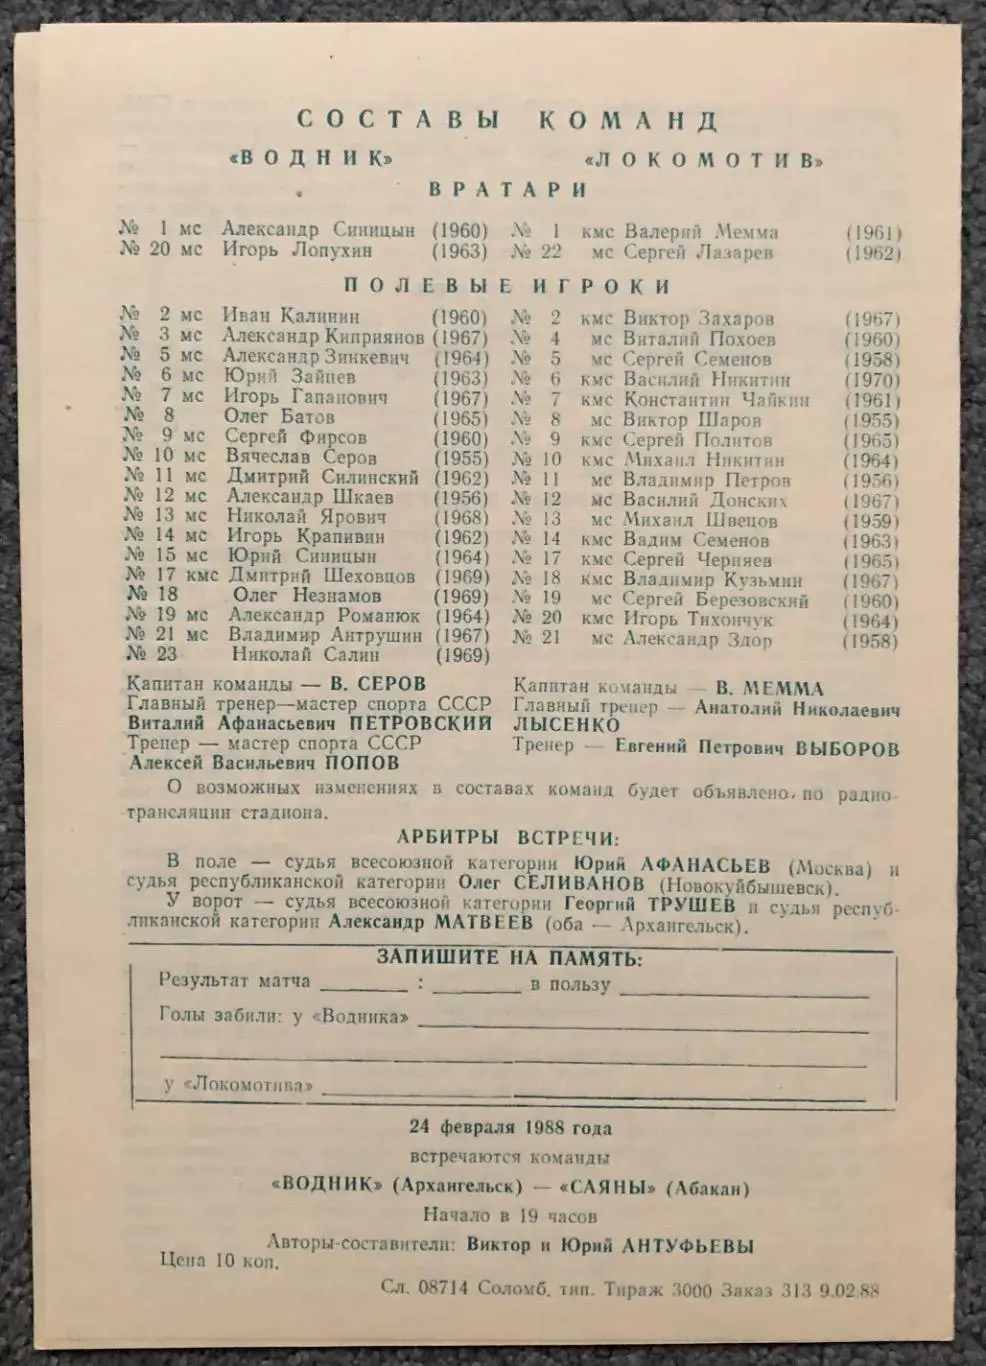 СОСТАВЫ КОМАНД
«ВОДНИК» «ЛОКОМОТИВ»
ВРАТАРИ
№ 1 мс Александр Синицын (1960) № 1 кмс Валерий Мемма (1961)
№ 20 мс Игорь Лопухин (1963) № 22 мс Сергей Лазарев (1962)
ПОЛЕВЫЕ ИГРОКИ
№ 2 мс Иван Калинин (1960) № 2 кмс Виктор Захаров (1967)
№ 3 мс Александр Киприянов (1967) № 4 мс Виталий Похоев (1960)
№ 5 мс Александр Зинкевич (1964) № 5 мс Сергей Семенов (1958)
№ 6 мс Юрий Зайцев (1963) № 6 кмс Василий Никитин (1970)
№ 7 мс Игорь Гапанович (1967) № 7 кмс Константин Чайкин (1961)
№ 8 Олег Батов (1965) № 8 мс Виктор Шаров (1955)
№ 9 мс Сергей Фирсов (1960) № 9 кмс Сергей Политов (1965)
№ 10 мс Вячеслав Серов (1955) № 10 кмс Михаил Никитин (1964)
№ 11 мс Дмитрий Силинский (1962) № 11 мс Владимир Петров (1956)
№ 12 мс Александр Шкаев (1956) № 12 мс Василий Донских (1967)
№ 13 мс Николай Ярович (1968) № 13 мс Михаил Швецов (1959)
№ 14 мс Игорь Крапивин (1962) № 14 кмс Вадим Семенов (1963)
№ 15 мс Юрий Синицын (1964) № 17 кмс Сергей Черняев (1965)
№ 17 кмс Дмитрий Шеховцов (1969) № 18 кмс Владимир Кузьмин (1967)
№ 18 Олег Незнамов (1969) № 19 мс Сергей Березовский (1960)
№ 19 мс Александр Романюк (1964) № 20 кмс Игорь Тихончук (1964)
№ 21 мс Владимир Антрушин (1967) № 21 мс Александр Здор (1958)
№ 23 Николай Салин (1969)
Капитан команды — В. СЕРОВ Капитан команды — В. МЕММА
Главный тренер—мастер спорта СССР Главный тренер — Анатолий Николаевич
Виталий Афанасьевич ПЕТРОВСКИЙ ЛЫСЕНКО
Тренер — мастер спорта СССР Тренер — Евгений Петрович ВЫБОРОВ
Алексей Васильевич ПОПОВ
О возможных изменениях в составах команд будет объявлено по радио-
трансляции стадиона.
АРБИТРЫ ВСТРЕЧИ:
В поле — судья всесоюзной категории Юрий АФАНАСЬЕВ (Москва) и
судья республиканской категории Олег СЕЛИВАНОВ (Новокуйбышевск).
У ворот — судья всесоюзной категории Георгий ТРУШЕВ и судья респуб-
ликанской категории Александр МАТВЕЕВ (оба — Архангельск).
ЗАПИШИТЕ НА ПАМЯТЬ:
Результат матча ______ : ______ в пользу ______
Голы забили: у «Водника» ______
у «Локомотива» ______
24 февраля 1988 года
встречаются команды
«ВОДНИК» (Архангельск) — «САЯНЫ» (Абакан)
Начало в 19 часов
Авторы-составители: Виктор и Юрий АНТУФЬЕВЫ
Цена 10 коп.
Сл. 08714 Соломб. тип. Тираж 3000 Заказ 313 9.02.88